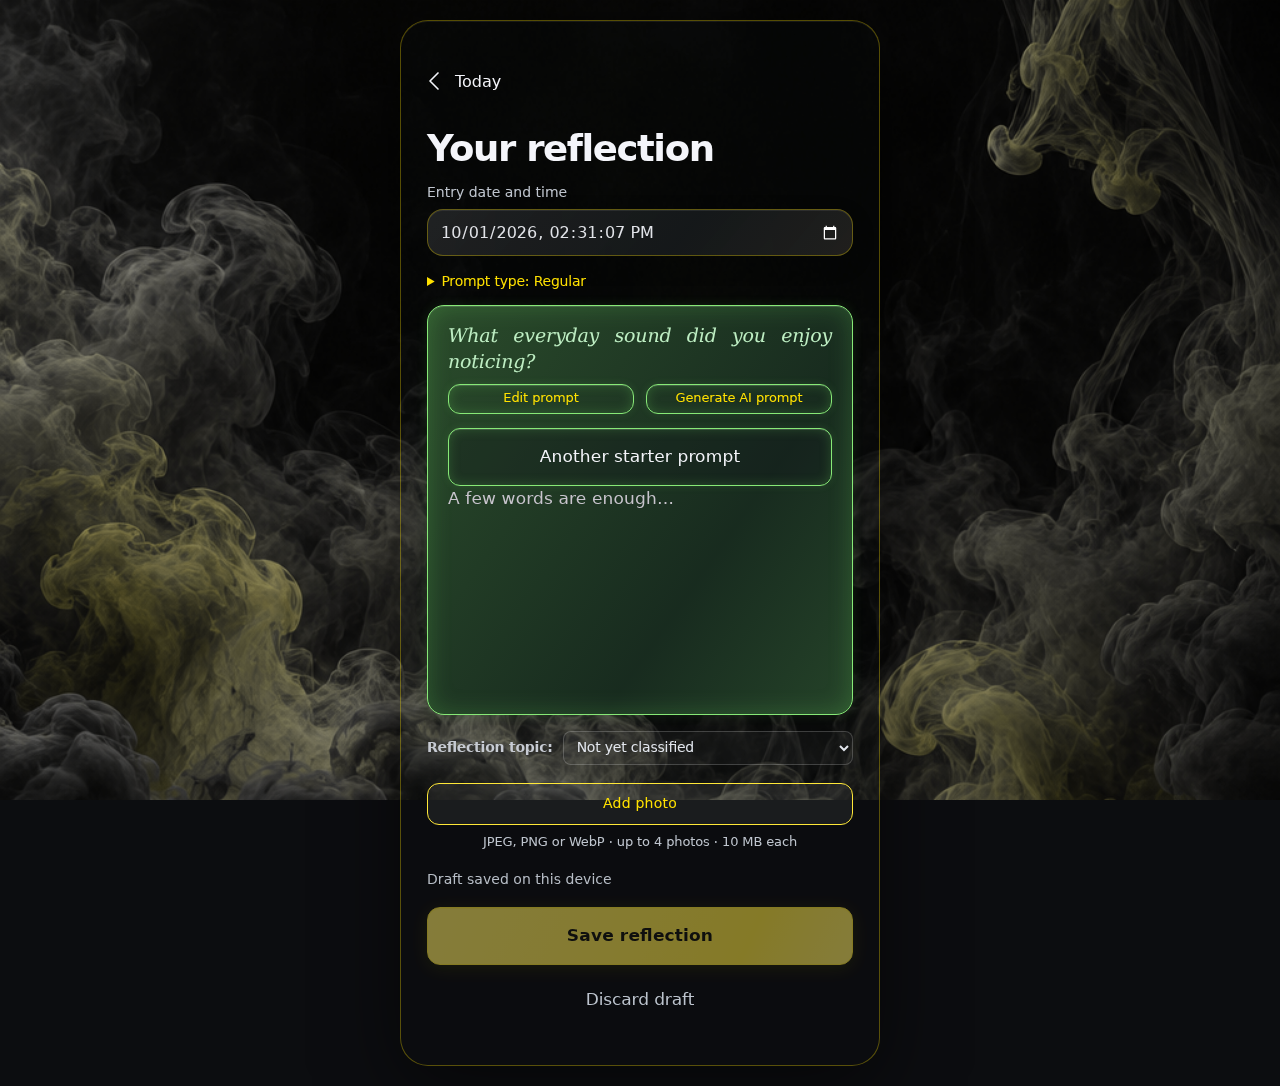 Today
Your reflection
Entry date and time
10/01/2026, 02:31:07 PM
Prompt type: Regular
What everyday sound did you enjoy
noticing?
Edit prompt
Generate AI prompt
Another starter prompt
A few words are enough...
Reflection topic:
Not yet classified
Add photo
JPEG, PNG or WebP · up to 4 photos · 10 MB each
Draft saved on this device
Save reflection
Discard draft